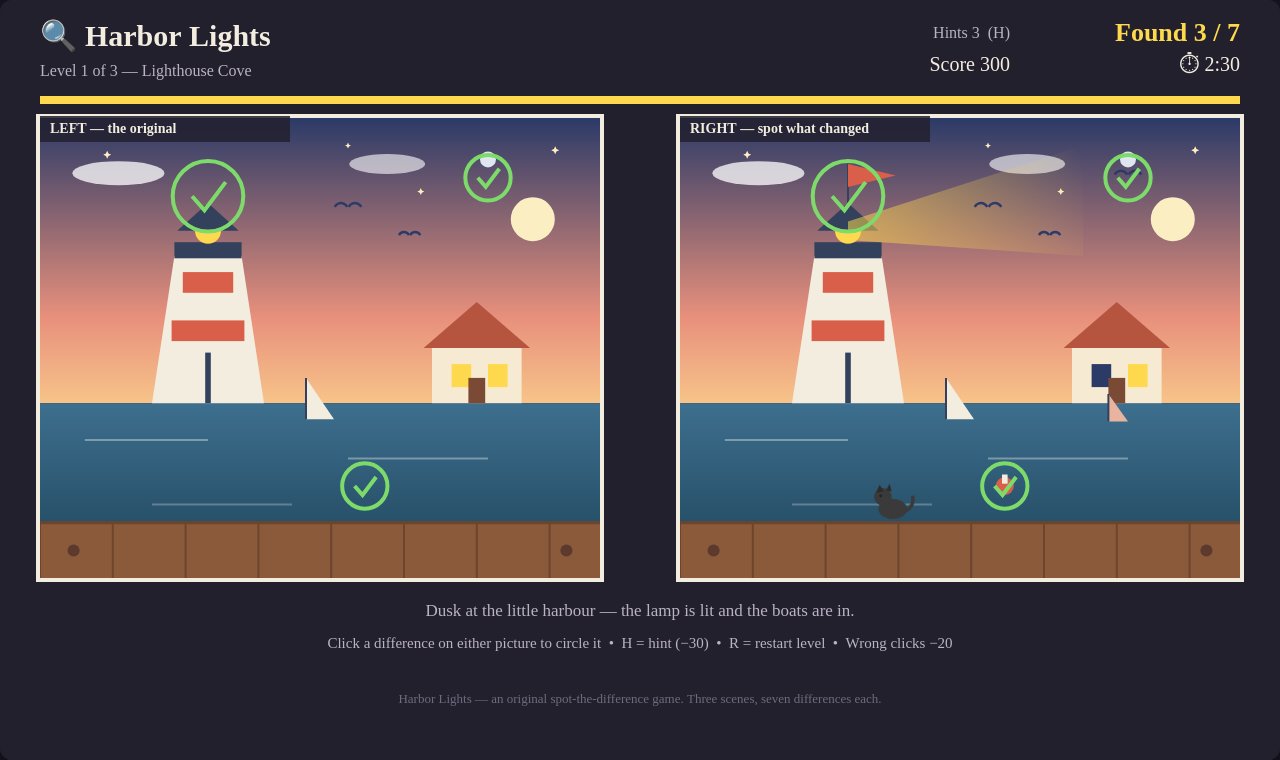 Harbor Lights
Level 1 of 3 — Lighthouse Cove
Hints 3 (H)
Score 300
Found 3 / 7
2:30
LEFT — the original
RIGHT — spot what changed
Dusk at the little harbour — the lamp is lit and the boats are in.
Click a difference on either picture to circle it • H = hint (−30) • R = restart level • Wrong clicks −20
Harbor Lights — an original spot-the-difference game. Three scenes, seven differences each.